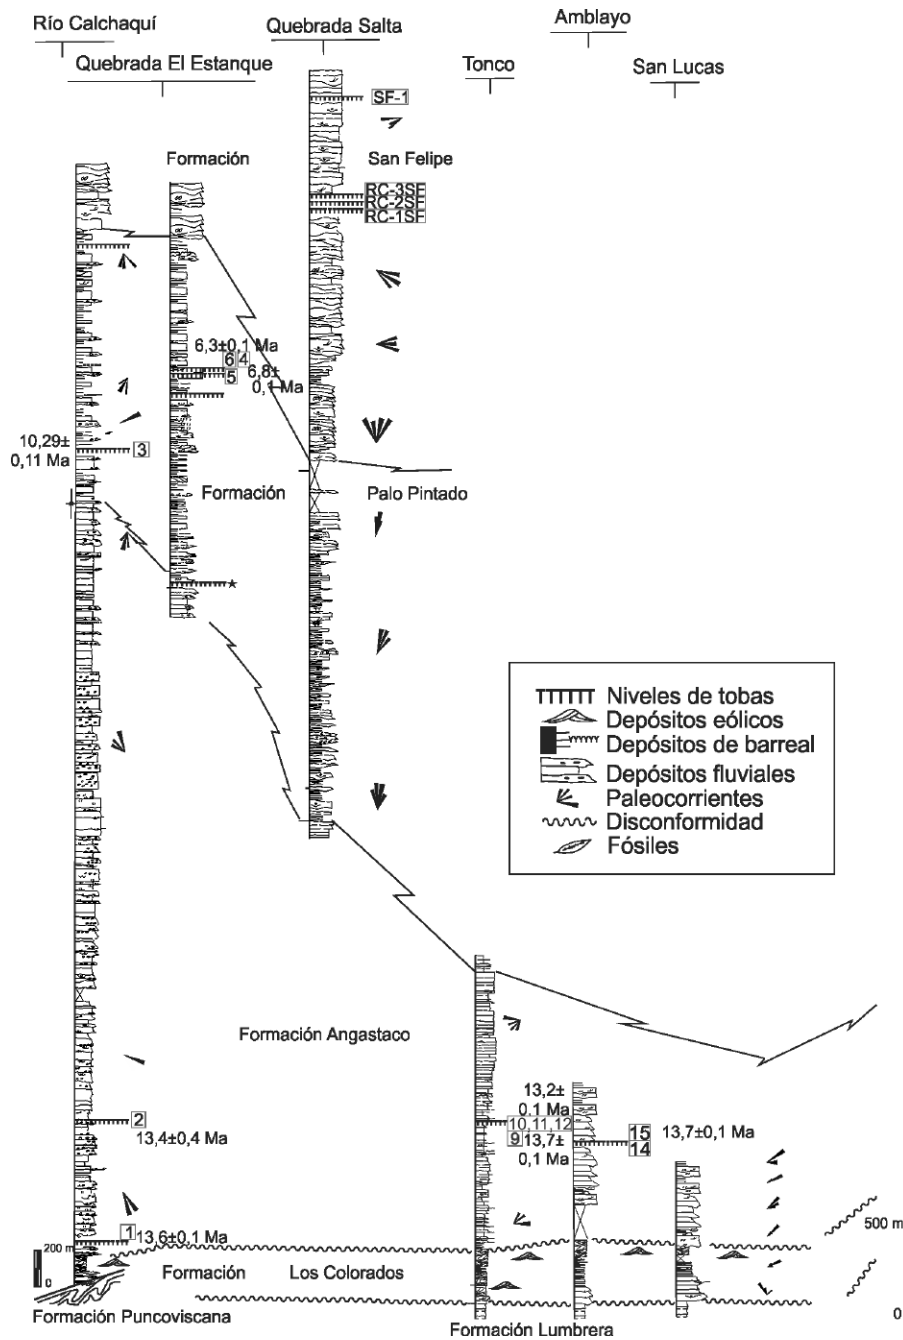 Río Calchaquí
Quebrada El Estanque
Quebrada Salta
Amblayo
Tonco
San Lucas
SF-1
Formación San Felipe
RC-3SF
RC-2SF
RC-1SF
6,3±0,1 Ma
6 4
5
6,8±
0,1 Ma
10,29±
0,11 Ma
3
Formación Palo Pintado
Niveles de tobas
Depósitos eólicos
Depósitos de barreal
Depósitos fluviales
Paleocorrientes
Disconformidad
Fósiles
Formación Angastaco
2
13,4±0,4 Ma
13,2±
0.1 Ma
10,11,12
9 13,7±
0,1 Ma
15
14
13,7±0,1 Ma
1
13,6±0,1 Ma
200 m
0
Formación Los Colorados
500 m
0
Formación Puncoviscana
Formación Lumbrera